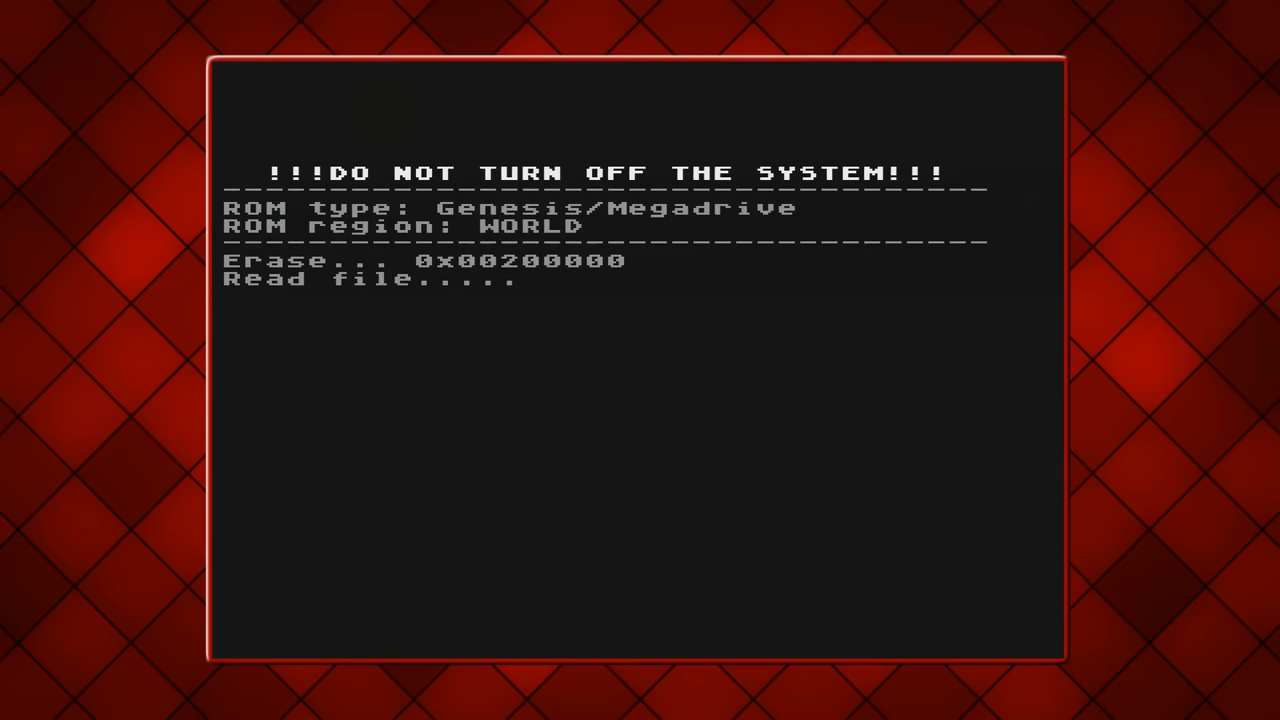 !!!DO NOT TURN OFF THE SYSTEM!!!
------------------------------------
ROM type: Genesis/Megadrive
ROM region: WORLD
------------------------------------
Erase... 0x00200000
Read file.....